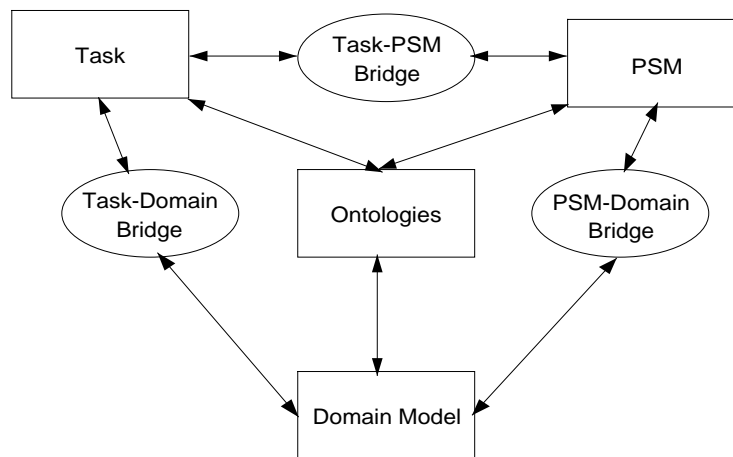 Task
Task-PSM
Bridge
PSM
Task-Domain
Bridge
Ontologies
PSM-Domain
Bridge
Domain Model